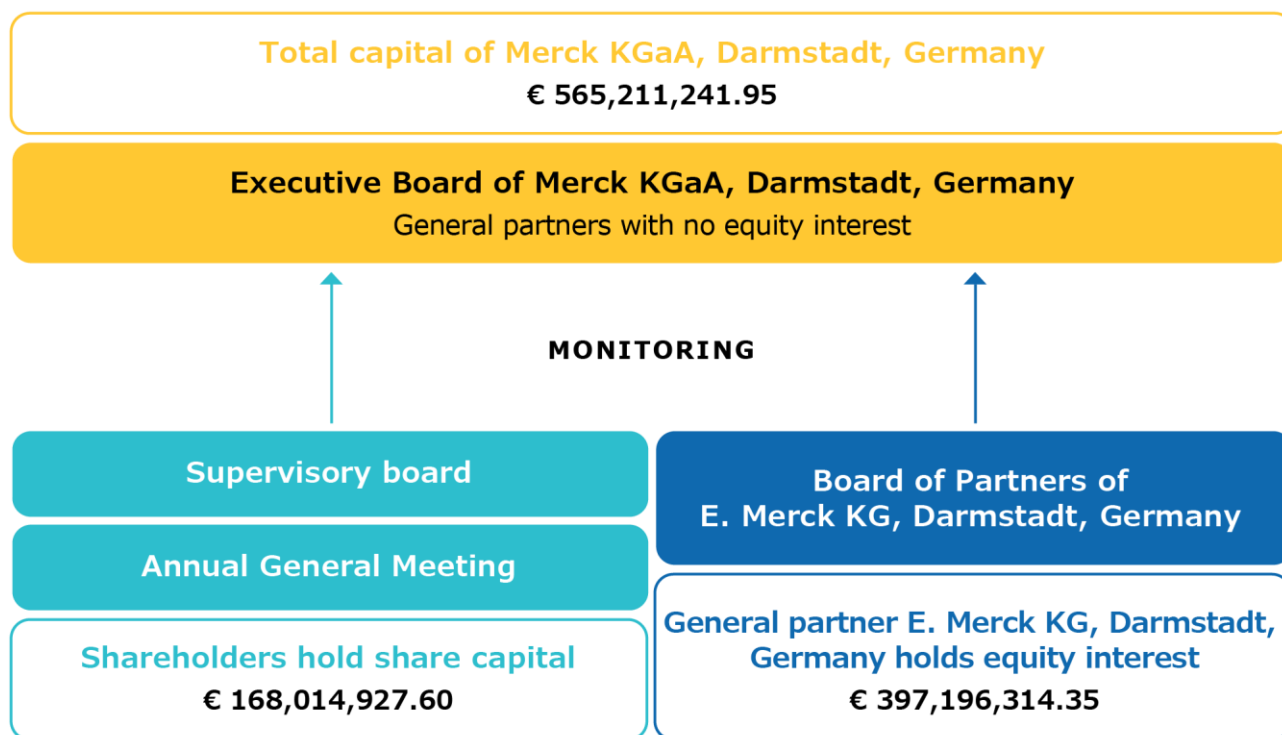 Total capital of Merck KGaA, Darmstadt, Germany
€ 565,211,241.95
Executive Board of Merck KGaA, Darmstadt, Germany
General partners with no equity interest
MONITORING
Supervisory board
Annual General Meeting
Shareholders hold share capital
€ 168,014,927.60
Board of Partners of
E. Merck KG, Darmstadt, Germany
General partner E. Merck KG, Darmstadt,
Germany holds equity interest
€ 397,196,314.35